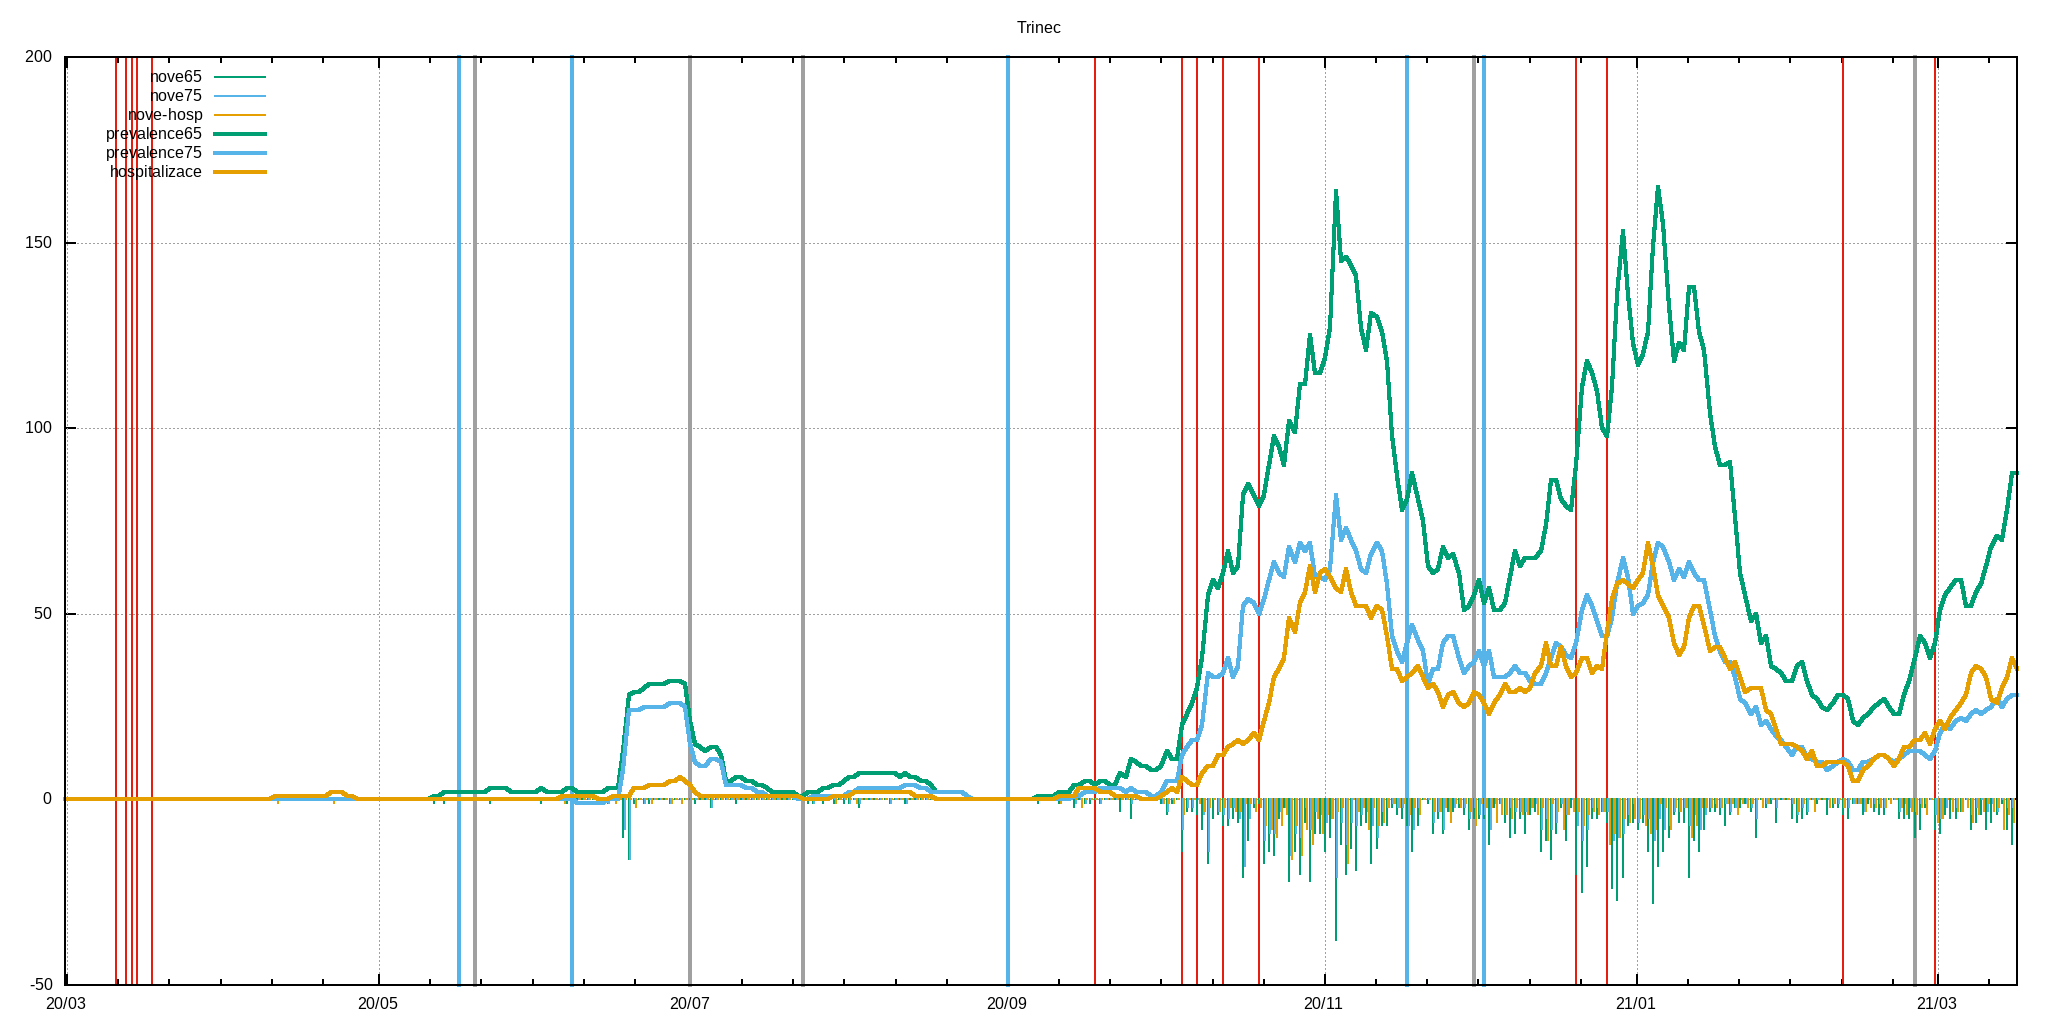 Trinec
200
nove65
nove75
nove-hosp
prevalence65
prevalence75
hospitalizace
150
100
50
0
-50
20/03 20/05 20/07 20/09 20/11 21/01 21/03